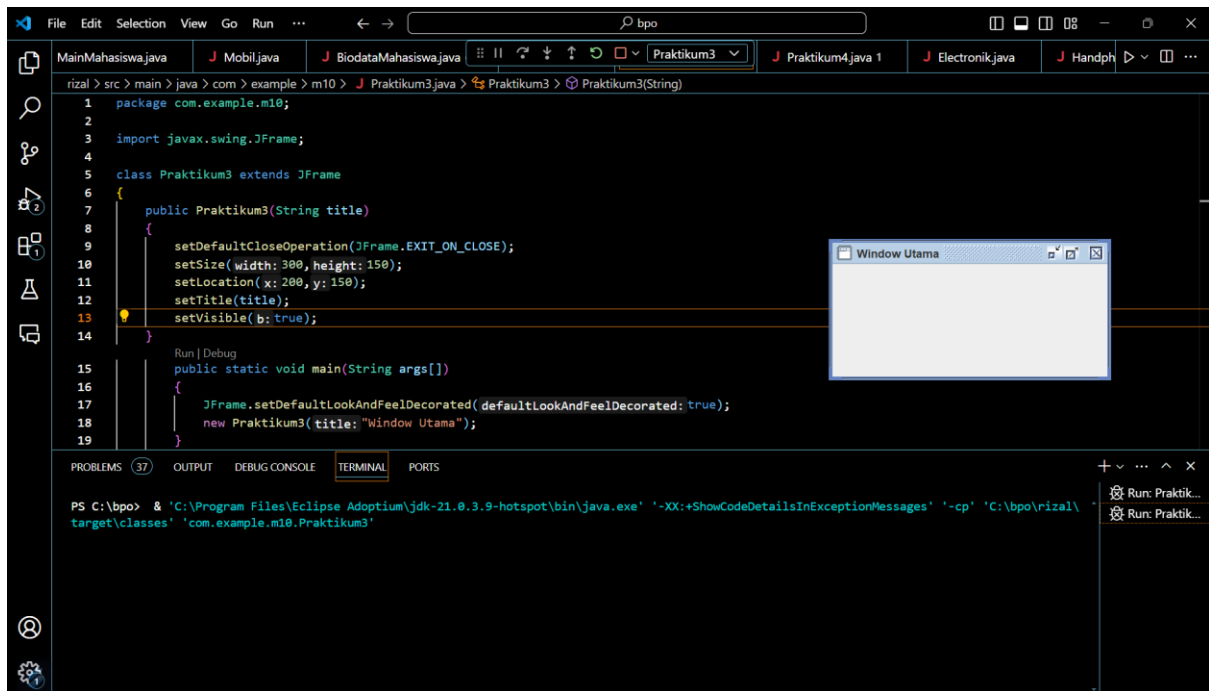 File Edit Selection View Go Run ··· ← → bpo
MainMahasiswa.java J Mobil.java J BiodataMahasiswa.java Praktikum3 J Praktikum4.java 1 J Electronik.java J Handph ···
rizal > src > main > java > com > example > m10 > J Praktikum3.java > Praktikum3 > Praktikum3(String)
1 package com.example.m10;
2
3 import javax.swing.JFrame;
4
5 class Praktikum3 extends JFrame
6 {
7 public Praktikum3(String title)
8 {
9 setDefaultCloseOperation(JFrame.EXIT_ON_CLOSE);
10 setSize(width: 300, height: 150);
11 setLocation(x: 200, y: 150);
12 setTitle(title);
13 setVisible(b: true);
14 }
Run | Debug
15 public static void main(String args[])
16 {
17 JFrame.setDefaultLookAndFeelDecorated(defaultLookAndFeelDecorated: true);
18 new Praktikum3(title: "Window Utama");
19 }
Window Utama
2
1
PROBLEMS 37 OUTPUT DEBUG CONSOLE TERMINAL PORTS
PS C:\bpo> & 'C:\Program Files\Eclipse Adoptium\jdk-21.0.3.9-hotspot\bin\java.exe' '-XX:+ShowCodeDetailsInExceptionMessages' '-cp' 'C:\bpo\rizal\
target\classes' 'com.example.m10.Praktikum3'
Run: Praktik...
Run: Praktik...
1